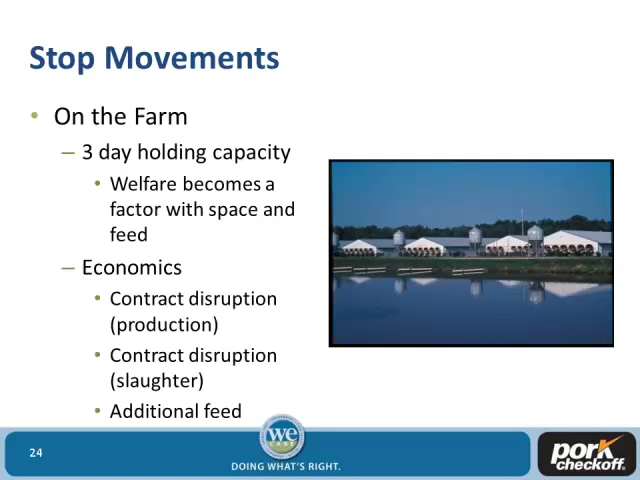 Stop Movements
• On the Farm
– 3 day holding capacity
• Welfare becomes a
factor with space and
feed
– Economics
• Contract disruption
(production)
• Contract disruption
(slaughter)
• Additional feed
24
we
CARE
DOING WHAT'S RIGHT.
pork
checkoff.